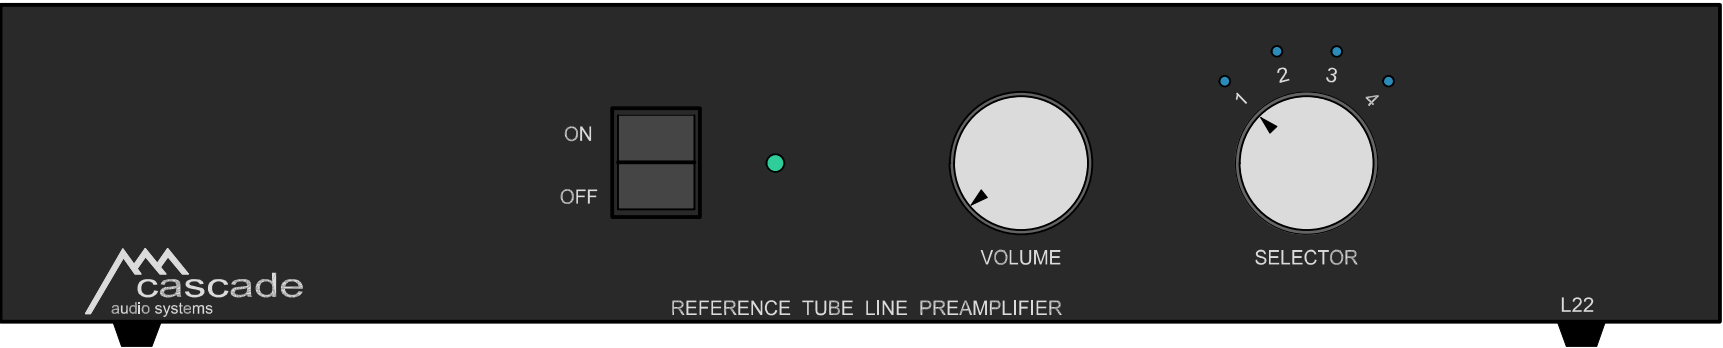 1 2 3 4
ON
OFF
VOLUME
SELECTOR
cascade
audio systems
REFERENCE TUBE LINE PREAMPLIFIER
L22